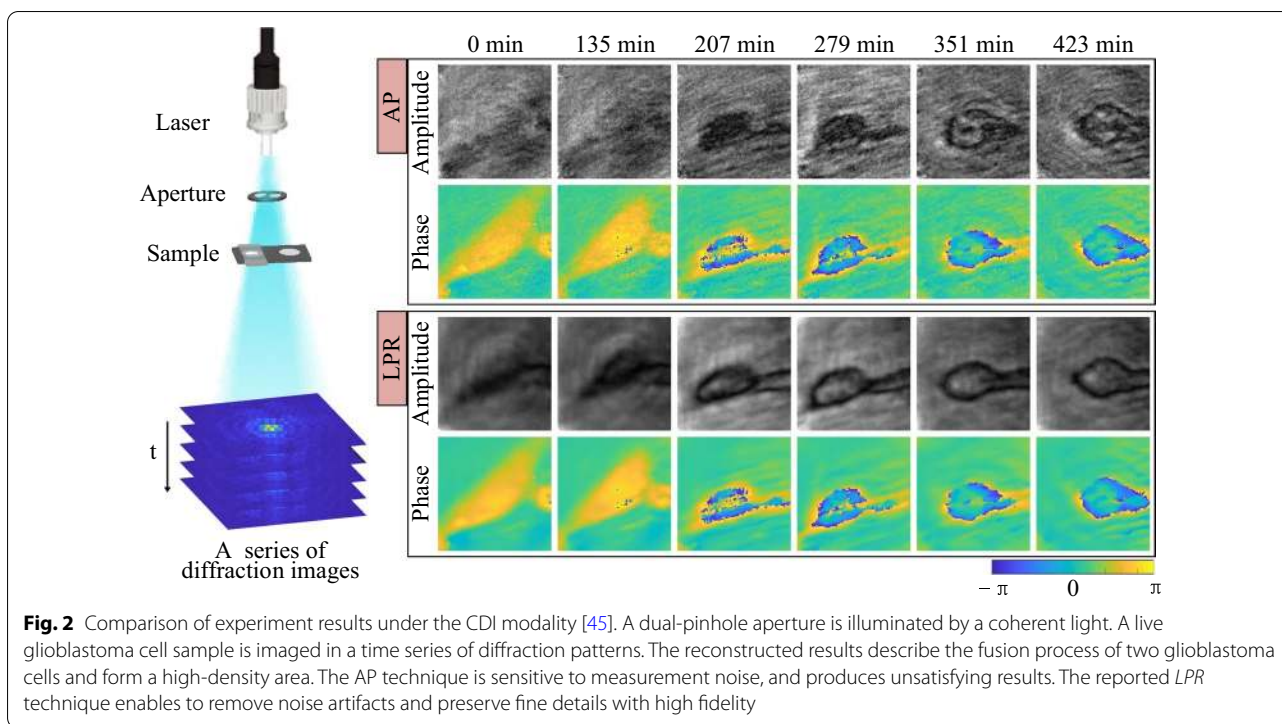 0 min 135 min 207 min 279 min 351 min 423 min
AP
Amplitude
Phase
LPR
Amplitude
Phase
Laser
Aperture
Sample
t
A series of
diffraction images
− π 0 π
Fig. 2 Comparison of experiment results under the CDI modality [45]. A dual-pinhole aperture is illuminated by a coherent light. A live
glioblastoma cell sample is imaged in a time series of diffraction patterns. The reconstructed results describe the fusion process of two glioblastoma
cells and form a high-density area. The AP technique is sensitive to measurement noise, and produces unsatisfying results. The reported LPR
technique enables to remove noise artifacts and preserve fine details with high fidelity